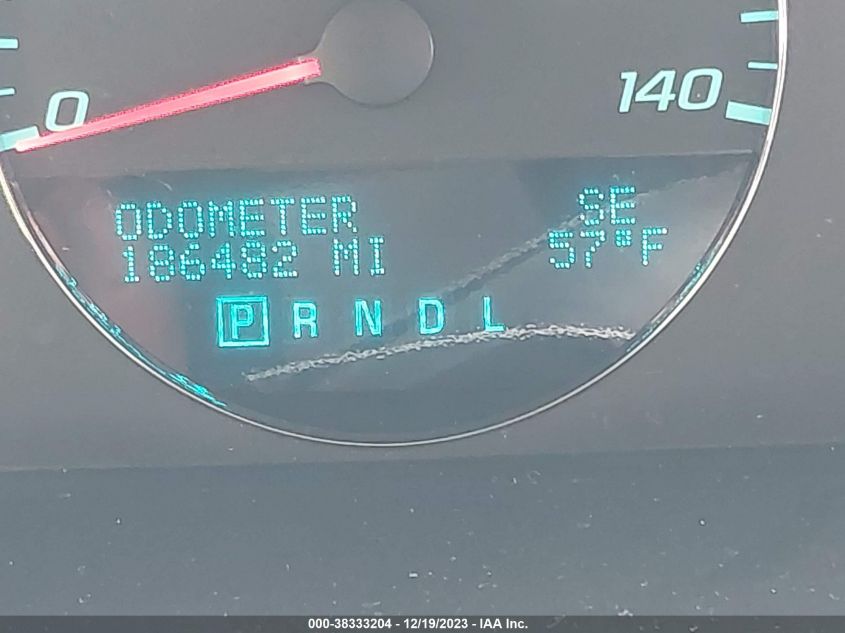 0
140
ODOMETER SE
186482 MI 57°F
P R N D L
000-38333204 - 12/19/2023 - IAA Inc.